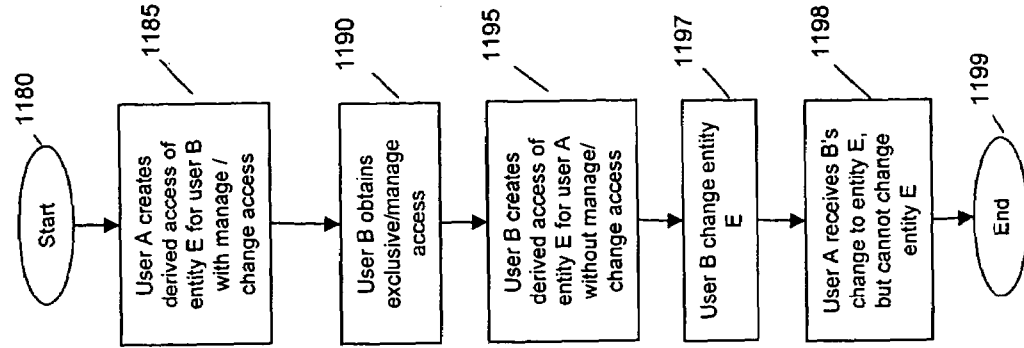 1180
Start
1185
User A creates
derived access of
entity E for user B
with manage /
change access
1190
User B obtains
exclusive/manage
access
1195
User B creates
derived access of
entity E for user A
without manage/
change access
1197
User B change entity
E
1198
User A receives B's
change to entity E,
but cannot change
entity E
1199
End